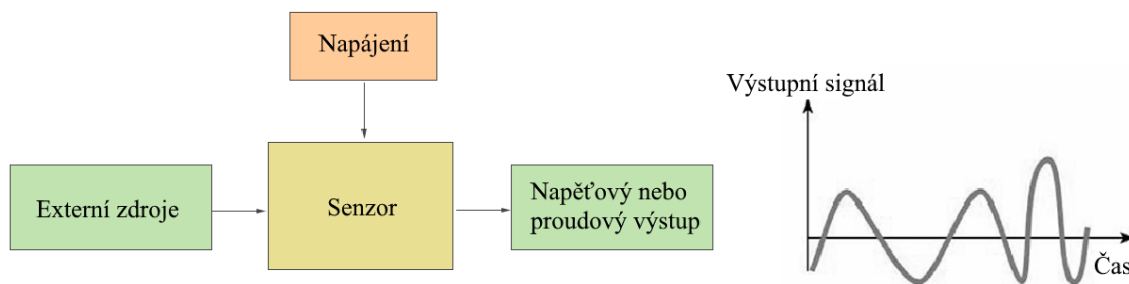 Napájení
Externí zdroje
Senzor
Napěťový nebo
proudový výstup
Výstupní signál
Čas